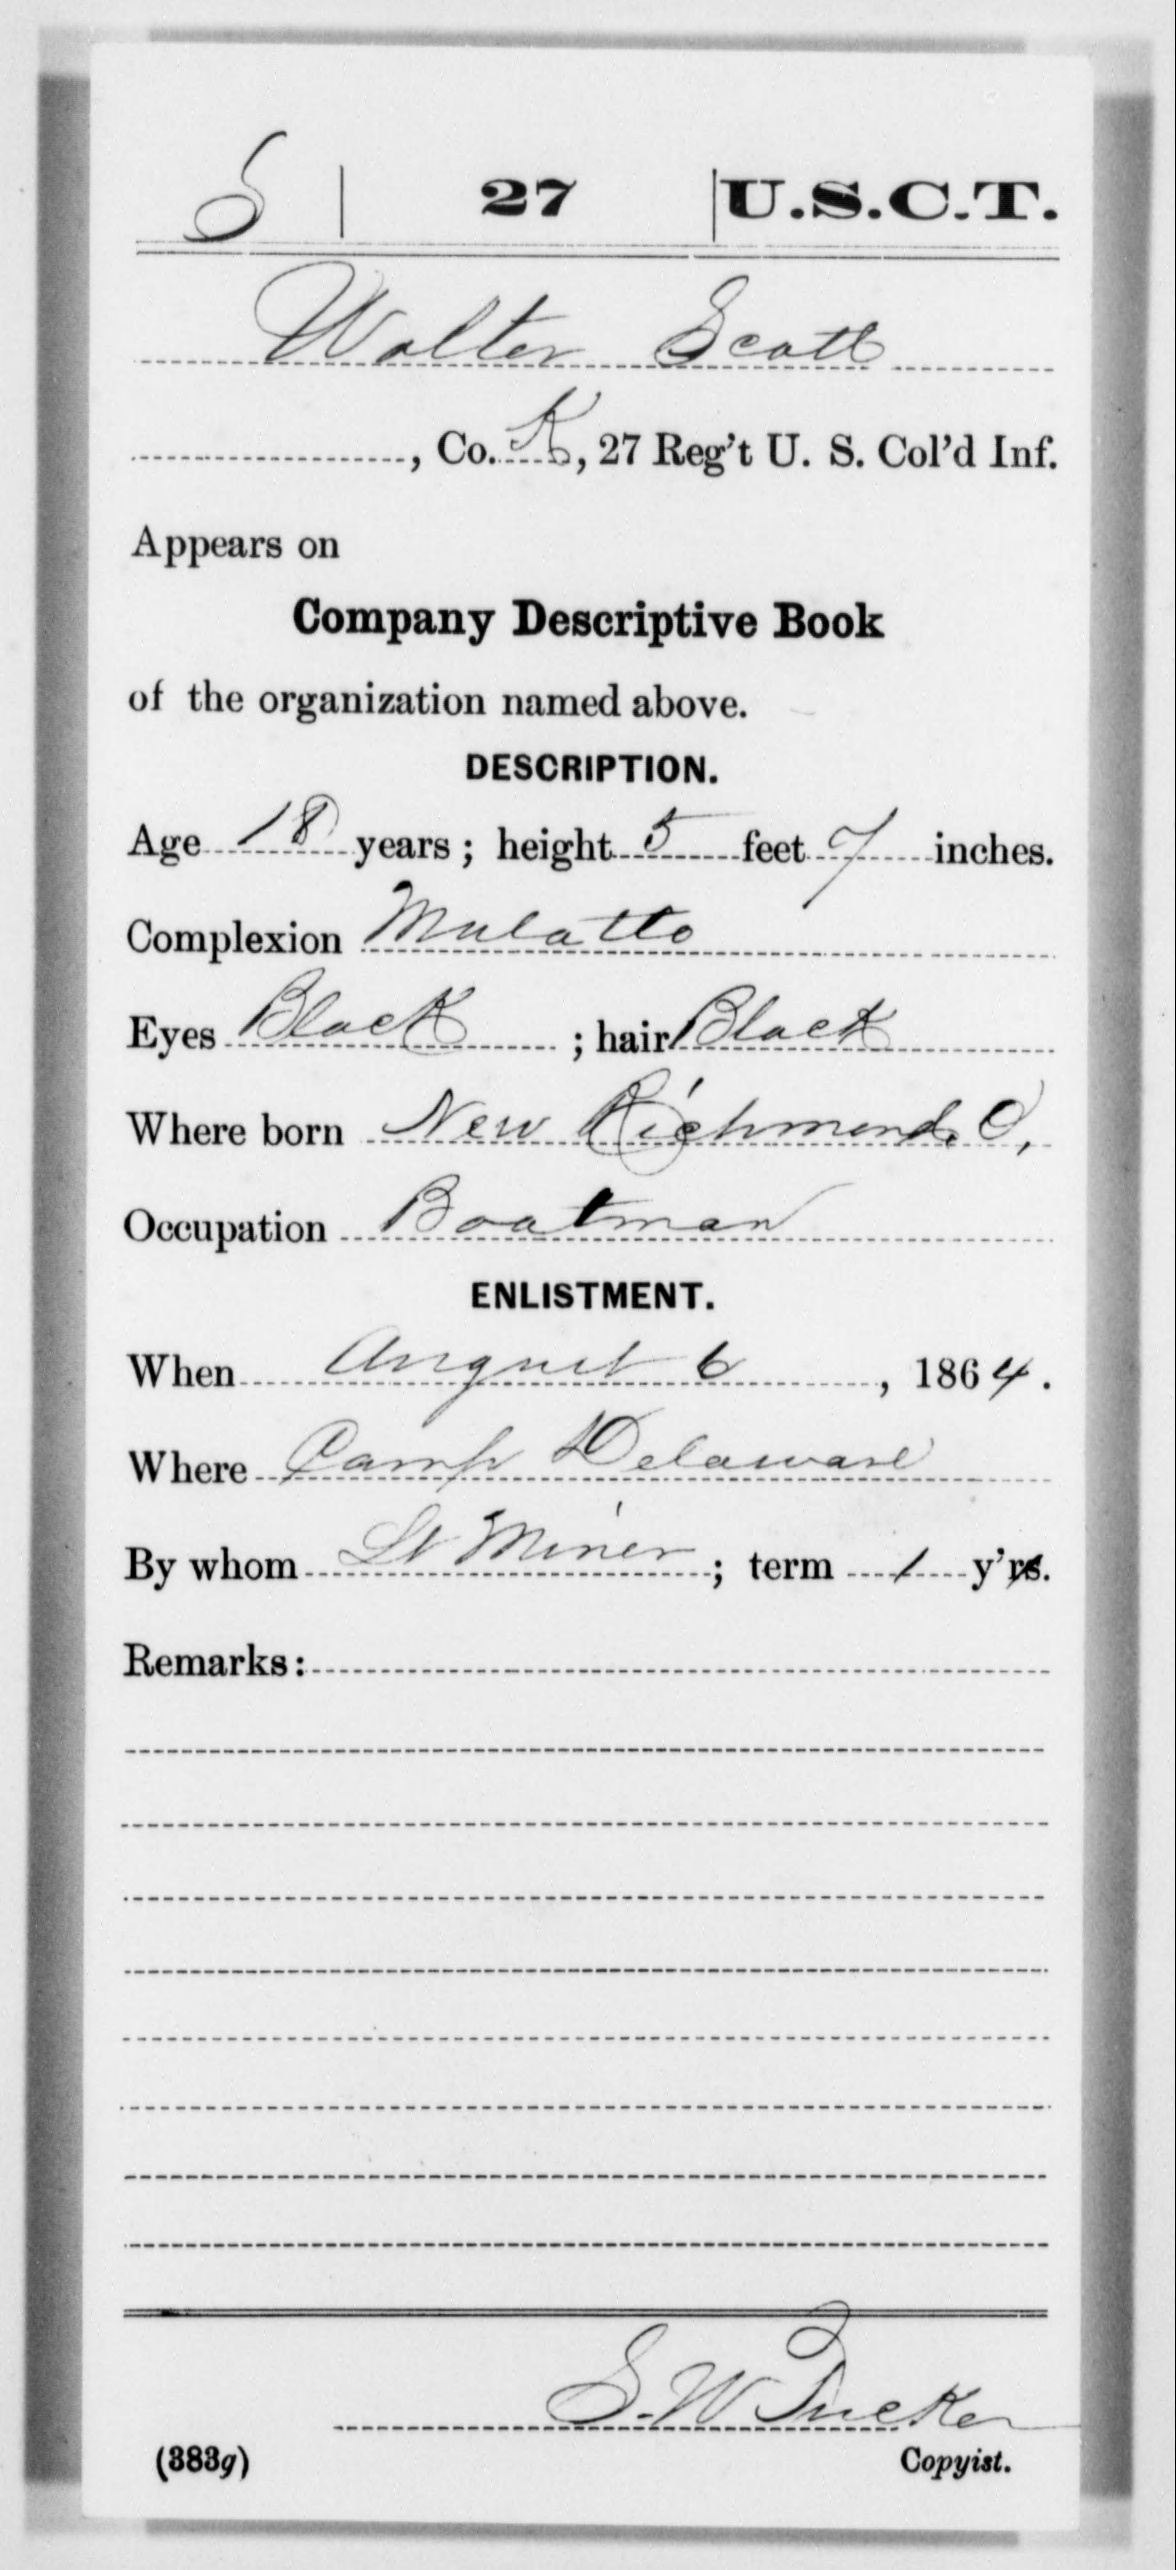 S | 27 | U.S.C.T.
Walter Scott
, Co. K, 27 Reg't U. S. Col'd Inf.
Appears on
Company Descriptive Book
of the organization named above.
DESCRIPTION.
Age 18 years; height 5 feet 7 inches.
Complexion Mulatto
Eyes Black ; hair Black
Where born New Richmond, O,
Occupation Boatman
ENLISTMENT.
When August 6, 1864.
Where Camp Delaware
By whom Lt Miner; term 1 y'rs.
Remarks:
S. W. Tucker
(383g) Copyist.